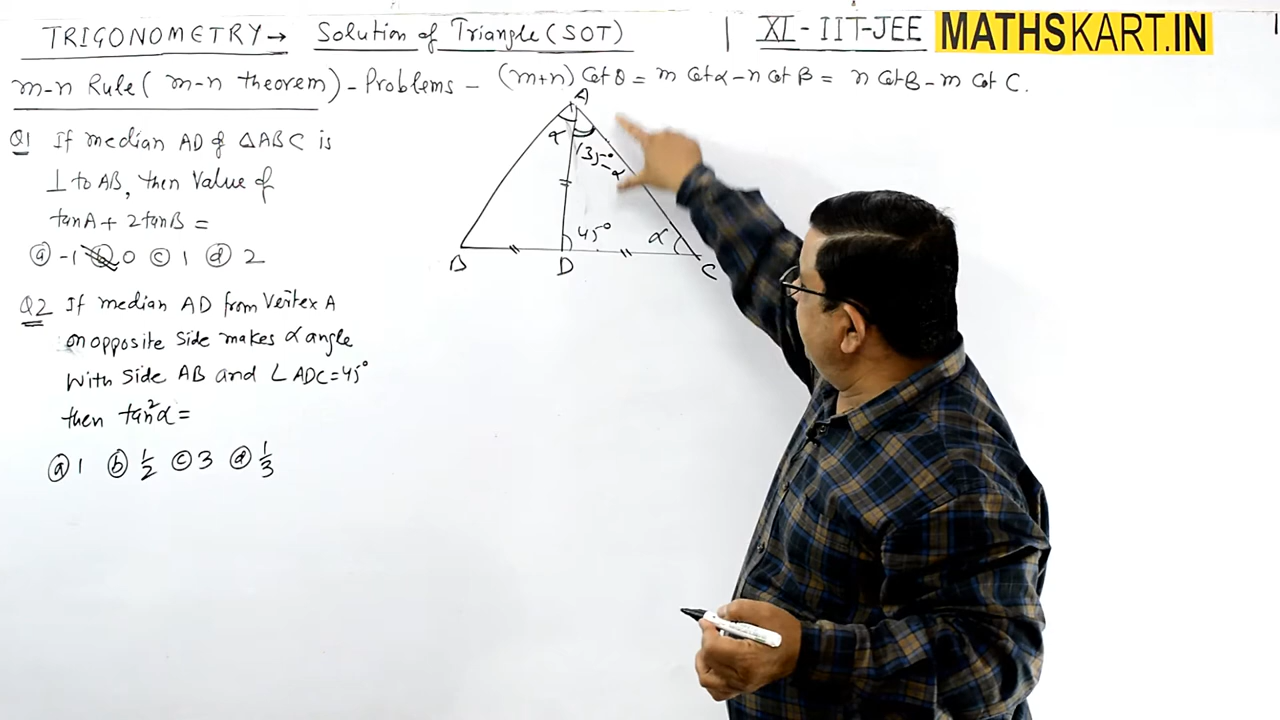 TRIGONOMETRY→ Solution of Triangle (SOT) | XI - IIT-JEE MATHSKART.IN
m-n Rule ( m-n theorem) - Problems - (m+n) Cot θ = m Cot α - n Cot β = n Cot B - m Cot C.
Q1 If median AD of △ABC is
⊥ to AB, then Value of
tanA + 2 tanB =
ⓐ -1 ⓑ 0 ⓒ 1 ⓓ 2
Q2 If median AD from Vertex A
on opposite side makes α angle
with side AB and ∠ADC = 45°
then tan²α =
ⓐ 1 ⓑ 1/2 ⓒ 3 ⓓ 1/3
A
α 135°-α
45° α
B D C